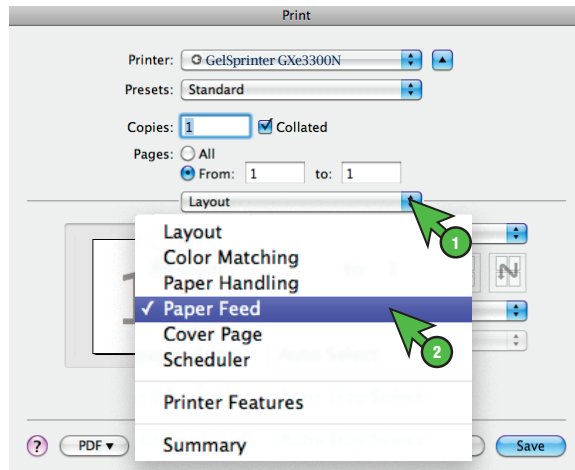 Print
Printer: GelSprinter GXe3300N
Presets: Standard
Copies: 1 Collated
Pages: All
From: 1 to: 1
Layout
1
Layout
Color Matching
Paper Handling
✓ Paper Feed
2
Cover Page
Scheduler
Printer Features
Summary
? PDF ▼ Save